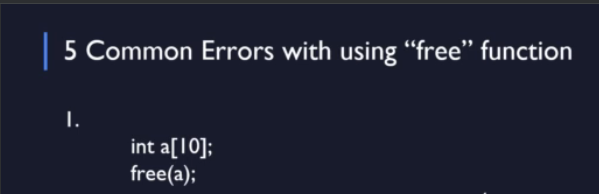 5 Common Errors with using “free” function
1.
int a[10];
free(a);